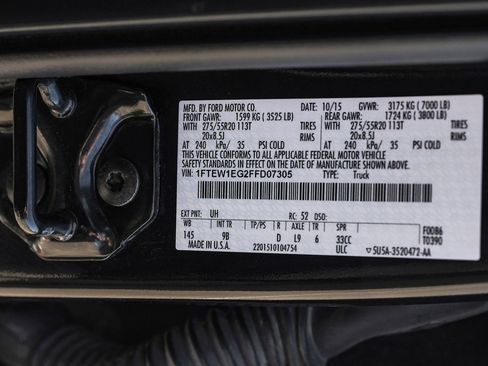 MFD. BY FORD MOTOR CO. 10/15 GVWR: 3175 KG ( 7000 LB)
FRONT GAWR: 1599 KG ( 3525 LB) REAR GAWR: 1724 KG ( 3800 LB)
WITH 275/55R20 113T TIRES WITH 275/55R20 113T TIRES
20x8.5J RIMS 20x8.5J RIMS
AT 240 kPa/ 35 PSI COLD AT 240 kPa/ 35 PSI COLD
THIS VEHICLE CONFORMS TO ALL APPLICABLE FEDERAL MOTOR VEHICLE
SAFETY STANDARDS IN EFFECT ON THE DATE OF MANUFACTURE SHOWN ABOVE.
VIN: 1FTEW1EG2FFD07305 TYPE: Truck
EXT PNT: UH RC: 52 DSO:
WB INT TR TP/PS R AXLE TR SPR F0086
145 9B D L9 6 33CC T0390
MADE IN U.S.A. 2201510104754 ULC 5U5A-3520472-AA